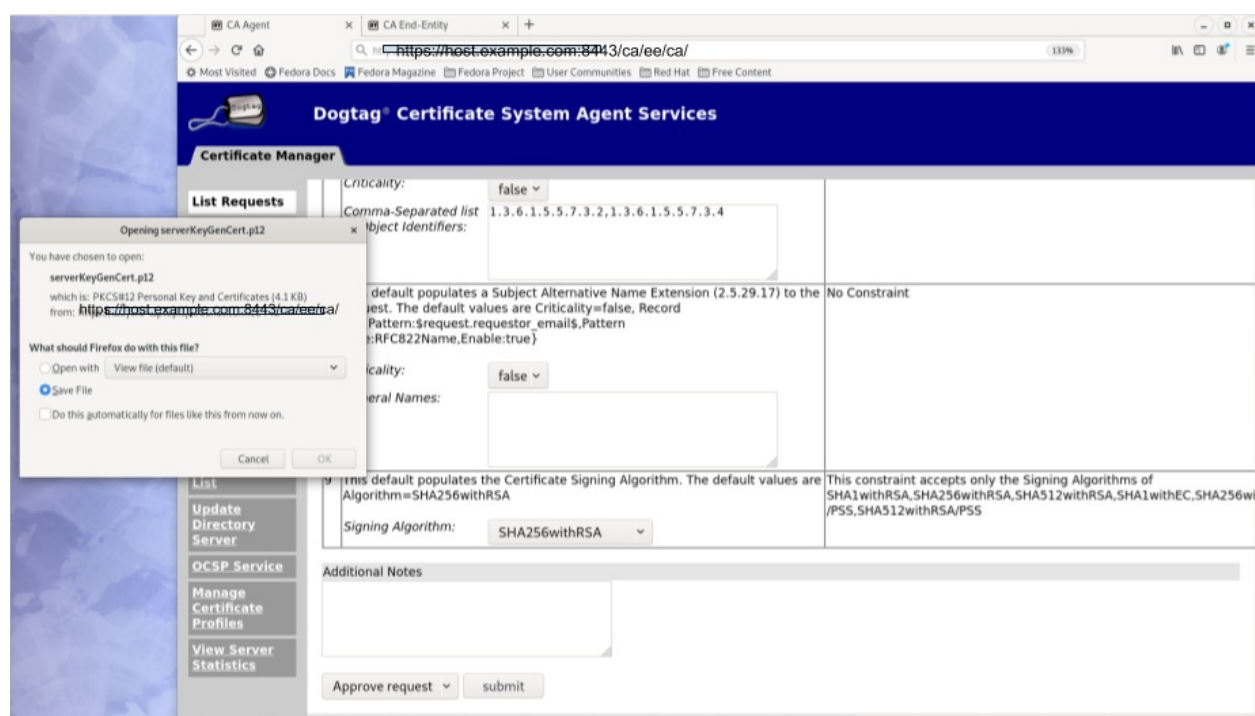 CA Agent × CA End-Entity × +
https://host.example.com:8443/ca/ee/ca/ 133%
Most Visited Fedora Docs Fedora Magazine Fedora Project User Communities Red Hat Free Content
Dogtag® Certificate System Agent Services
Certificate Manager
List Requests
Criticality: false
Comma-Separated list 1.3.6.1.5.5.7.3.2,1.3.6.1.5.5.7.3.4
bject Identifiers:
Opening serverKeyGenCert.p12 ×
You have chosen to open:
serverKeyGenCert.p12
which is: PKCS#12 Personal Key and Certificates (4.1 KB)
from: https://host.example.com:8443/ca/ee/ca/
What should Firefox do with this file?
Open with View file (default)
Save File
Do this automatically for files like this from now on.
Cancel OK
default populates a Subject Alternative Name Extension (2.5.29.17) to the
est. The default values are Criticality=false, Record
Pattern:$request.requestor_email$,Pattern
e:RFC822Name,Enable:true}
No Constraint
icality: false
eral Names:
List
Update
Directory
Server
OCSP Service
Manage
Certificate
Profiles
View Server
Statistics
9 This default populates the Certificate Signing Algorithm. The default values are
Algorithm=SHA256withRSA
This constraint accepts only the Signing Algorithms of
SHA1withRSA,SHA256withRSA,SHA512withRSA,SHA1withEC,SHA256wi
/PSS,SHA512withRSA/PSS
Signing Algorithm: SHA256withRSA
Additional Notes
Approve request submit